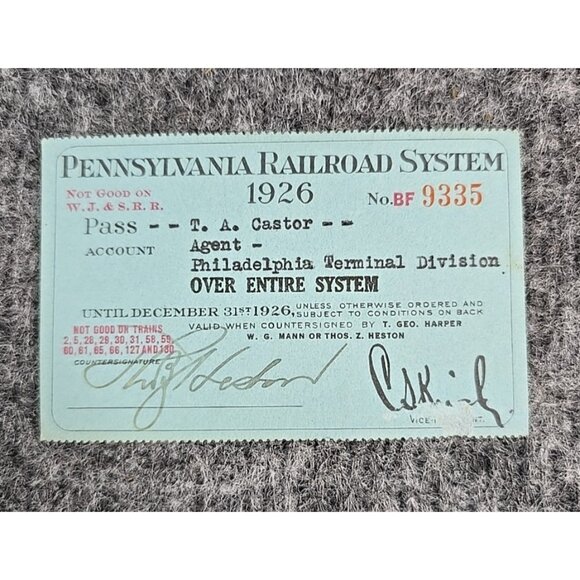 PENNSYLVANIA RAILROAD SYSTEM
NOT GOOD ON
W. J. & S. R. R.
1926
No. BF 9335
Pass -- T. A. Castor --
ACCOUNT Agent -
Philadelphia Terminal Division
OVER ENTIRE SYSTEM
UNTIL DECEMBER 31ST 1926, UNLESS OTHERWISE ORDERED AND
SUBJECT TO CONDITIONS ON BACK
VALID WHEN COUNTERSIGNED BY T. GEO. HARPER
W. G. MANN OR THOS. Z. HESTON
NOT GOOD ON TRAINS
2, 5, 28, 29, 30, 31, 58, 59,
60, 61, 65, 66, 127 AND 130
COUNTERSIGNATURE
Heston